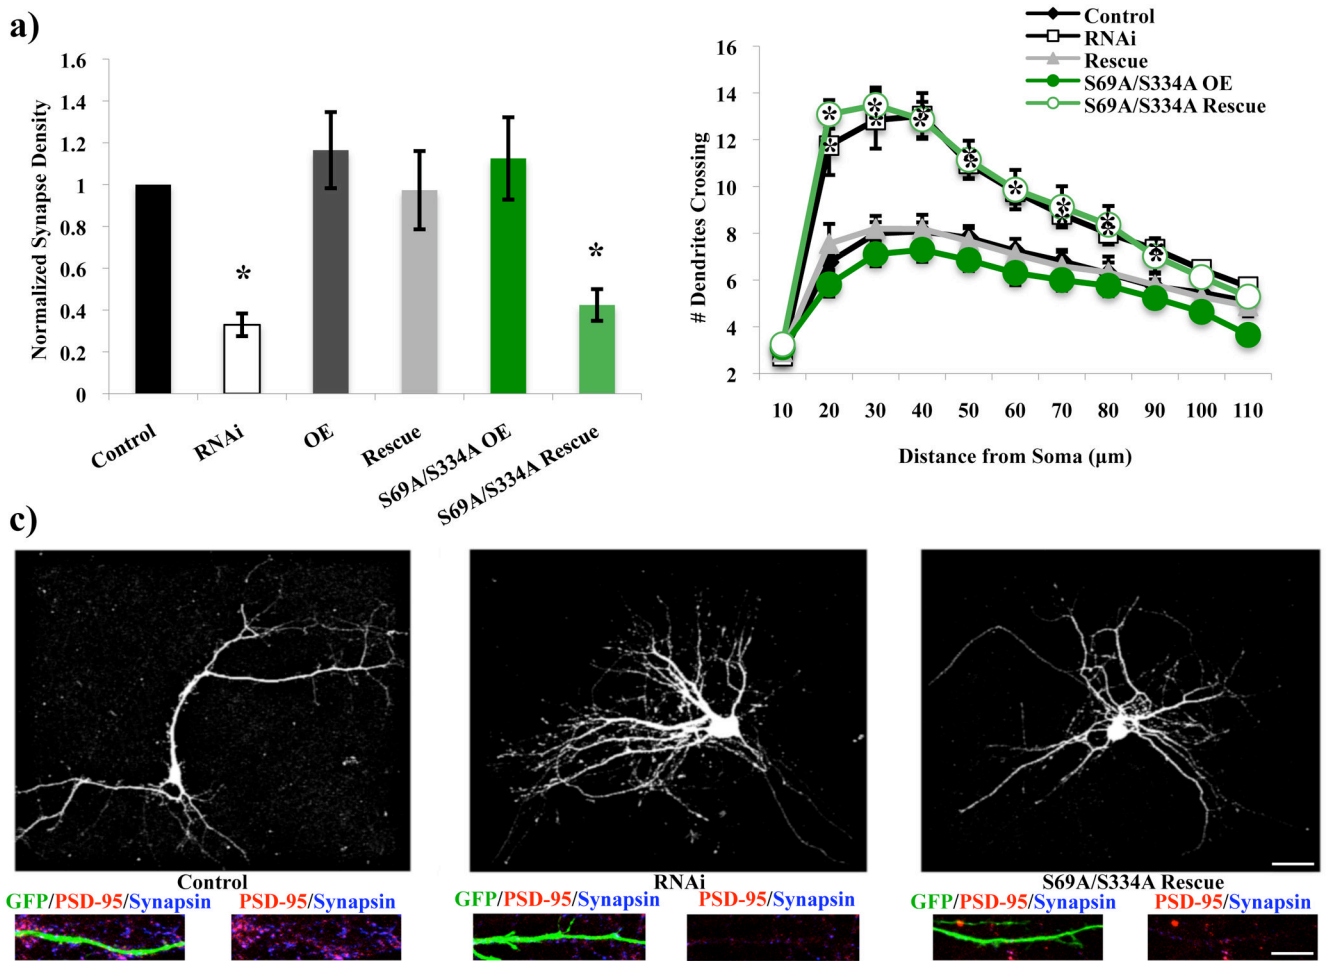 a)
Normalized Synapse Density
1.6
1.4
1.2
1
0.8
0.6
0.4
0.2
0
*
*
Control
RNAi
OE
Rescue
S69A/S334A OE
S69A/S334A Rescue
Control
RNAi
Rescue
S69A/S334A OE
S69A/S334A Rescue
# Dendrites Crossing
16
14
12
10
8
6
4
2
10 20 30 40 50 60 70 80 90 100 110
Distance from Soma (µm)
c)
Control
RNAi
S69A/S334A Rescue
GFP/PSD-95/Synapsin PSD-95/Synapsin
GFP/PSD-95/Synapsin PSD-95/Synapsin
GFP/PSD-95/Synapsin PSD-95/Synapsin